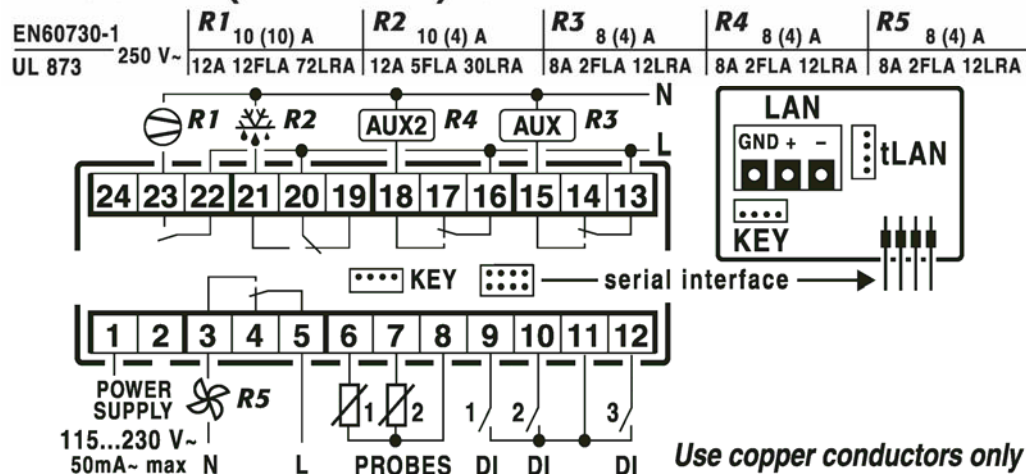 EN60730-1
UL 873
250 V~
R1 10 (10) A
12A 12FLA 72LRA
R2 10 (4) A
12A 5FLA 30LRA
R3 8 (4) A
8A 2FLA 12LRA
R4 8 (4) A
8A 2FLA 12LRA
R5 8 (4) A
8A 2FLA 12LRA
N
R1 R2 AUX2 R4 AUX R3
L
24 23 22 21 20 19 18 17 16 15 14 13
LAN
GND + -
tLAN
KEY
KEY
serial interface
1 2 3 4 5 6 7 8 9 10 11 12
POWER
SUPPLY
R5
1 2 1 2 3
115...230 V~
50mA~ max N L PROBES DI DI DI
Use copper conductors only